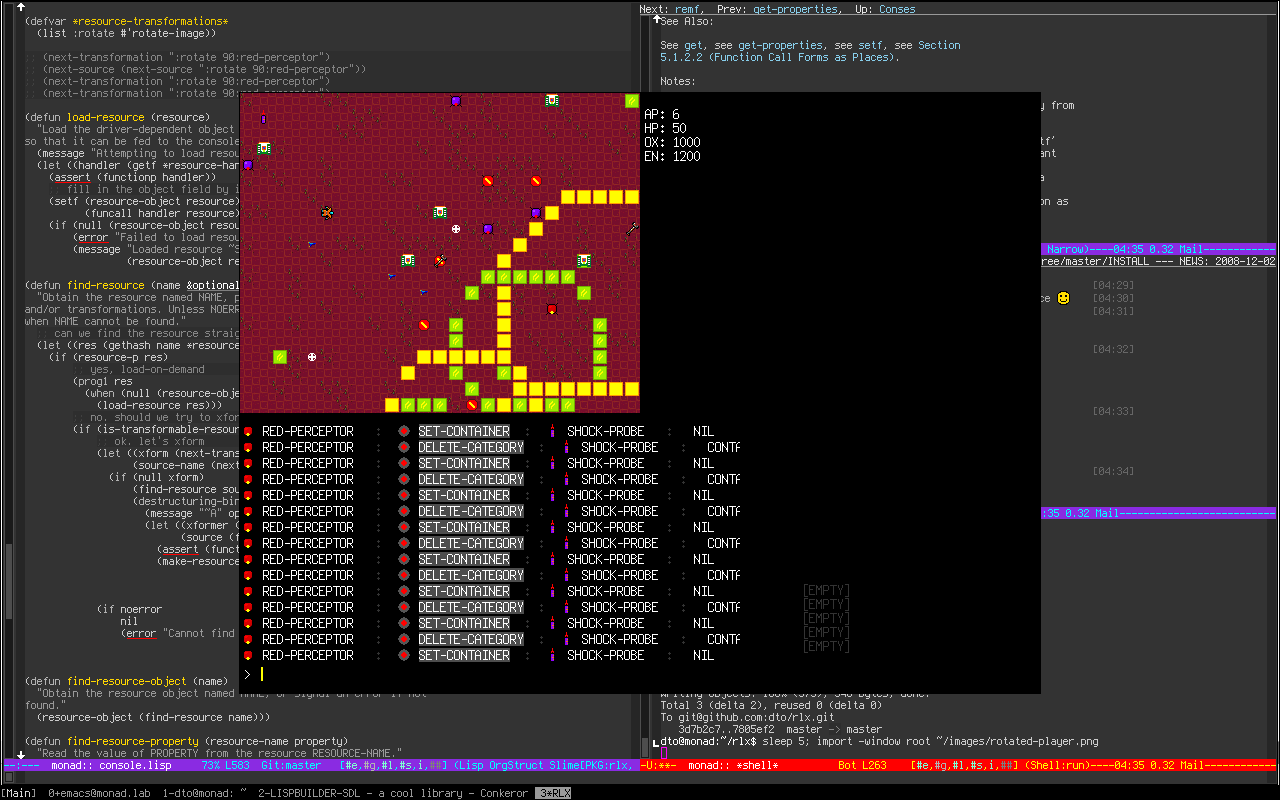 (defvar *resource-transformations*
(list :rotate #'rotate-image))
(next-transformation ":rotate 90:red-perceptor")
(next-source (next-source ":rotate 90:red-perceptor"))
(next-transformation ":rotate 90:red-perceptor")
(next-transformation ":rotate 90:red-perceptor")
(defun load-resource (resource)
"Load the driver-dependent object
so that it can be fed to the console
(message "Attempting to load resou
(let ((handler (getf *resource-han
(assert (functionp handler))
fill in the object field by i
(setf (resource-object resource)
(funcall handler resource)
(if (null (resource-object resou
(error "Failed to load resou
(message "Loaded resource ~S
(resource-object re
(defun find-resource (name &optional
"Obtain the resource named NAME, p
and/or transformations. Unless NOERR
when NAME cannot be found."
can we find the resource straig
(let ((res (gethash name *resource
(if (resource-p res)
yes, load-on-demand
(prog1 res
(when (null (resource-obje
(load-resource res)))
no. should we try to xfor
(if (is-transformable-resour
ok. let's xform
(let ((xform (next-trans
(source-name (next
(if (null xform)
(find-resource sou
(destructuring-bin
(message "~A" op
(let ((xformer (
(source (f
(assert (funct
(make-resource
(if noerror
nil
(error "Cannot find
(defun find-resource-object (name)
"Obtain the resource object named NAME, or signal an error if not
found."
(resource-object (find-resource name)))
(defun find-resource-property (resource-name property)
"Read the value of PROPERTY from the resource RESOURCE-NAME."
--:--- monad:: console.lisp 73% L583 Git:master [#e,#g,#l,#s,i,##] (Lisp OrgStruct Slime[PKG:rlx,
Next: remf, Prev: get-properties, Up: Conses
See Also:
See get, see get-properties, see setf, see Section
5.1.2.2 (Function Call Forms as Places).
Notes:
y from
tf'
ant
a
on as
Narrow)----04:35 0.32 Mail------------
ree/master/INSTALL --- NEWS: 2008-12-02
[04:29]
ce [04:30]
[04:31]
[04:32]
[04:33]
[04:34]
:35 0.32 Mail--------------------------
AP: 6
HP: 50
OX: 1000
EN: 1200
RED-PERCEPTOR : SET-CONTAINER : SHOCK-PROBE : NIL
RED-PERCEPTOR : DELETE-CATEGORY : SHOCK-PROBE : CONTA
RED-PERCEPTOR : SET-CONTAINER : SHOCK-PROBE : NIL
RED-PERCEPTOR : DELETE-CATEGORY : SHOCK-PROBE : CONTA
RED-PERCEPTOR : SET-CONTAINER : SHOCK-PROBE : NIL
RED-PERCEPTOR : DELETE-CATEGORY : SHOCK-PROBE : CONTA
RED-PERCEPTOR : SET-CONTAINER : SHOCK-PROBE : NIL
RED-PERCEPTOR : DELETE-CATEGORY : SHOCK-PROBE : CONTA
RED-PERCEPTOR : SET-CONTAINER : SHOCK-PROBE : NIL
RED-PERCEPTOR : DELETE-CATEGORY : SHOCK-PROBE : CONTA
RED-PERCEPTOR : SET-CONTAINER : SHOCK-PROBE : NIL
RED-PERCEPTOR : DELETE-CATEGORY : SHOCK-PROBE : CONTA
RED-PERCEPTOR : SET-CONTAINER : SHOCK-PROBE : NIL
RED-PERCEPTOR : DELETE-CATEGORY : SHOCK-PROBE : CONTA
RED-PERCEPTOR : SET-CONTAINER : SHOCK-PROBE : NIL
>
[EMPTY]
[EMPTY]
[EMPTY]
[EMPTY]
[EMPTY]
Total 3 (delta 2), reused 0 (delta 0)
To git@github.com:dto/rlx.git
3d7b2c7..7805ef2 master -> master
dto@monad:~/rlx$ sleep 5; import -window root ~/images/rotated-player.png
-U:**- monad:: *shell* Bot L263 [#e,#g,#l,#s,i,##] (Shell:run)----04:35 0.32 Mail------------
[Main] 0+emacs@monad.lab 1-dto@monad: ~ 2-LISPBUILDER-SDL - a cool library - Conkeror 3*RLX